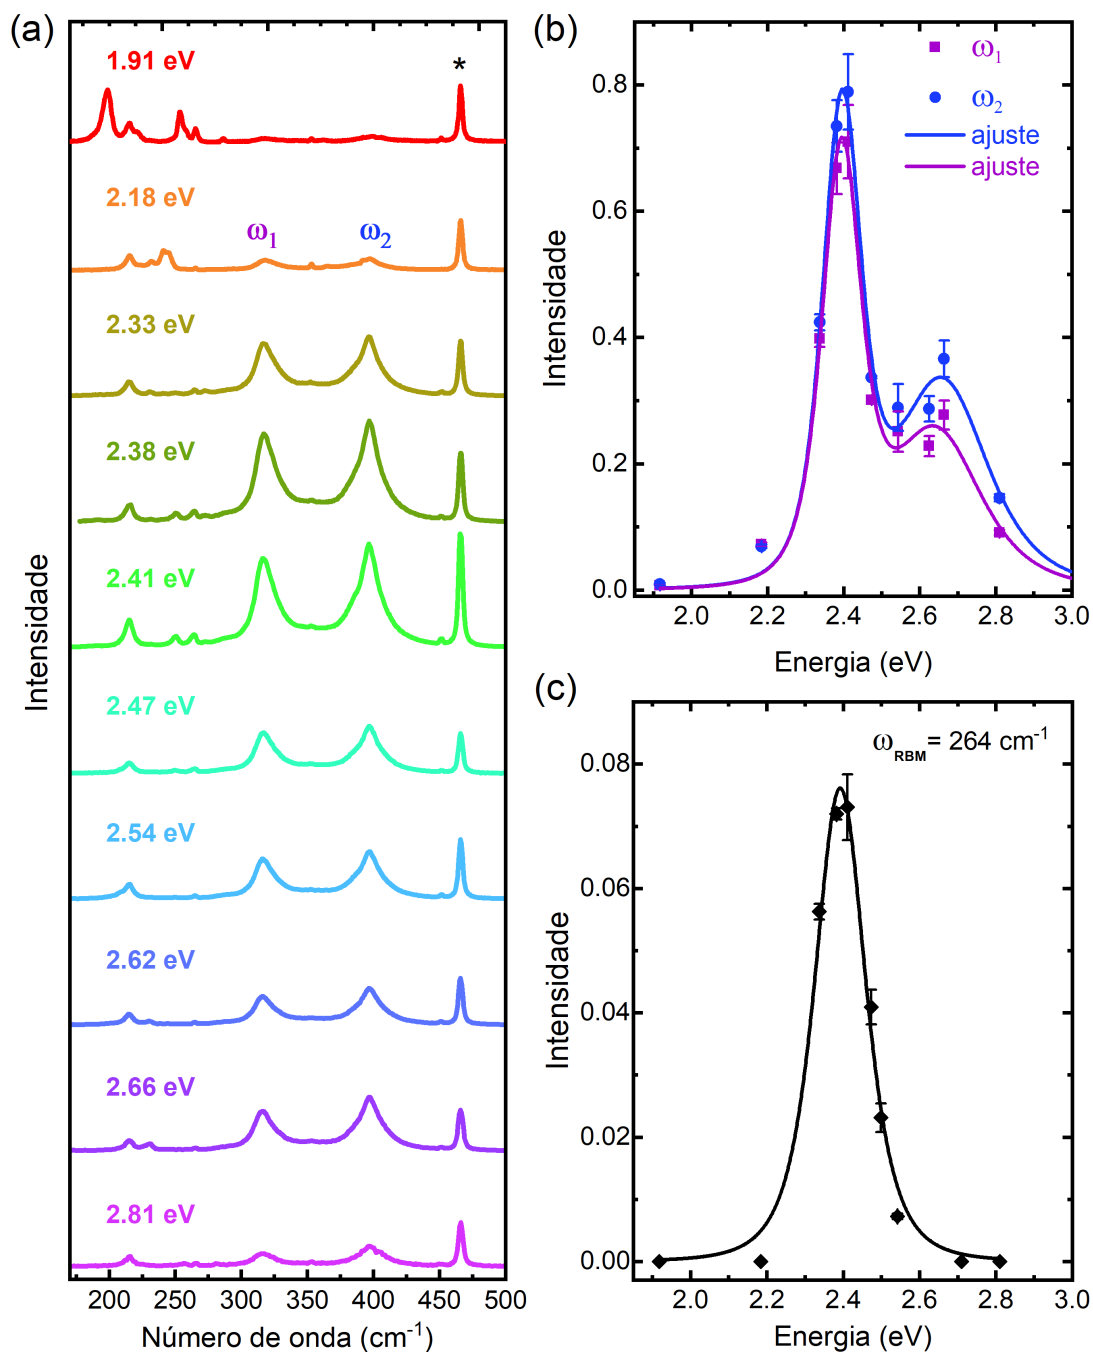 (a)
1.91 eV
*
2.18 eV
ω1
ω2
2.33 eV
2.38 eV
2.41 eV
2.47 eV
2.54 eV
2.62 eV
2.66 eV
2.81 eV
Intensidade
200 250 300 350 400 450 500
Número de onda (cm-1)
(b)
ω1
ω2
ajuste
ajuste
0.8
0.6
0.4
0.2
0.0
Intensidade
2.0 2.2 2.4 2.6 2.8 3.0
Energia (eV)
(c)
ωRBM= 264 cm-1
0.08
0.06
0.04
0.02
0.00
Intensidade
2.0 2.2 2.4 2.6 2.8 3.0
Energia (eV)